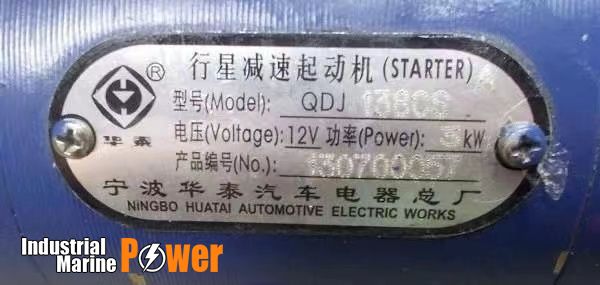 行星减速起动机(STARTER)
®
华泰
型号(Model): QDJ
电压(Voltage): 12V 功率(Power): 3 kW
产品编号(No.):
宁波华泰汽车电器总厂
NINGBO HUATAI AUTOMOTIVE ELECTRIC WORKS
Industrial
Marine Power